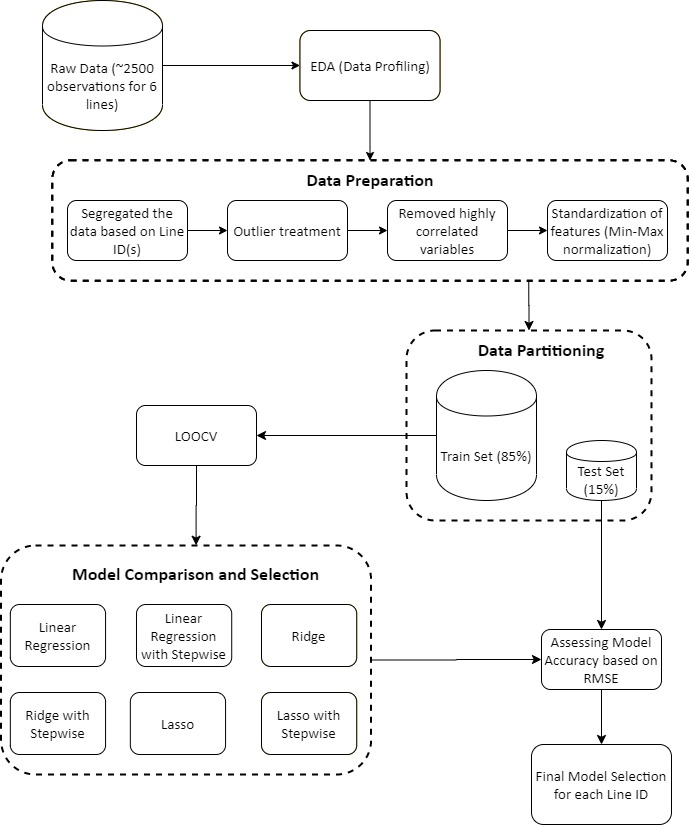 Raw Data (~2500
observations for 6
lines)
EDA (Data Profiling)
Data Preparation
Segregated the
data based on Line
ID(s)
Outlier treatment
Removed highly
correlated
variables
Standardization of
features (Min-Max
normalization)
Data Partitioning
Train Set (85%)
Test Set
(15%)
LOOCV
Model Comparison and Selection
Linear
Regression
Linear
Regression
with Stepwise
Ridge
Ridge with
Stepwise
Lasso
Lasso with
Stepwise
Assessing Model
Accuracy based on
RMSE
Final Model Selection
for each Line ID